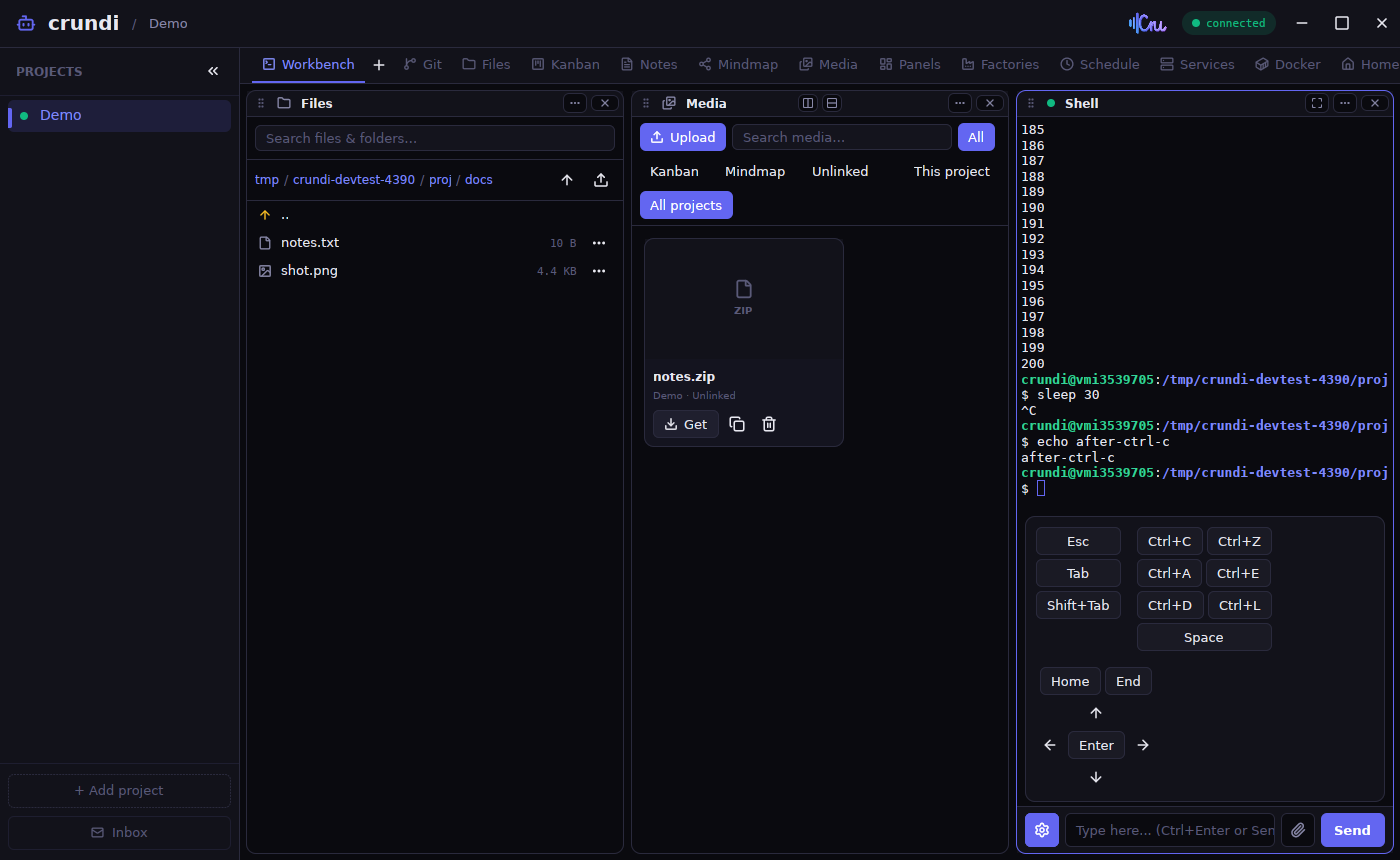 crundi / Demo
Cru
connected
PROJECTS
Demo
+ Add project
Inbox
Workbench + Git Files Kanban Notes Mindmap Media Panels Factories Schedule Services Docker Home
Files
Search files & folders...
tmp / crundi-devtest-4390 / proj / docs
..
notes.txt 10 B
shot.png 4.4 KB
Media
Upload Search media... All
Kanban Mindmap Unlinked This project
All projects
ZIP
notes.zip
Demo · Unlinked
Get
Shell
185
186
187
188
189
190
191
192
193
194
195
196
197
198
199
200
crundi@vmi3539705:/tmp/crundi-devtest-4390/proj
$ sleep 30
^C
crundi@vmi3539705:/tmp/crundi-devtest-4390/proj
$ echo after-ctrl-c
after-ctrl-c
crundi@vmi3539705:/tmp/crundi-devtest-4390/proj
$
Esc Ctrl+C Ctrl+Z
Tab Ctrl+A Ctrl+E
Shift+Tab Ctrl+D Ctrl+L
Space
Home End
Enter
Type here... (Ctrl+Enter or Sen
Send